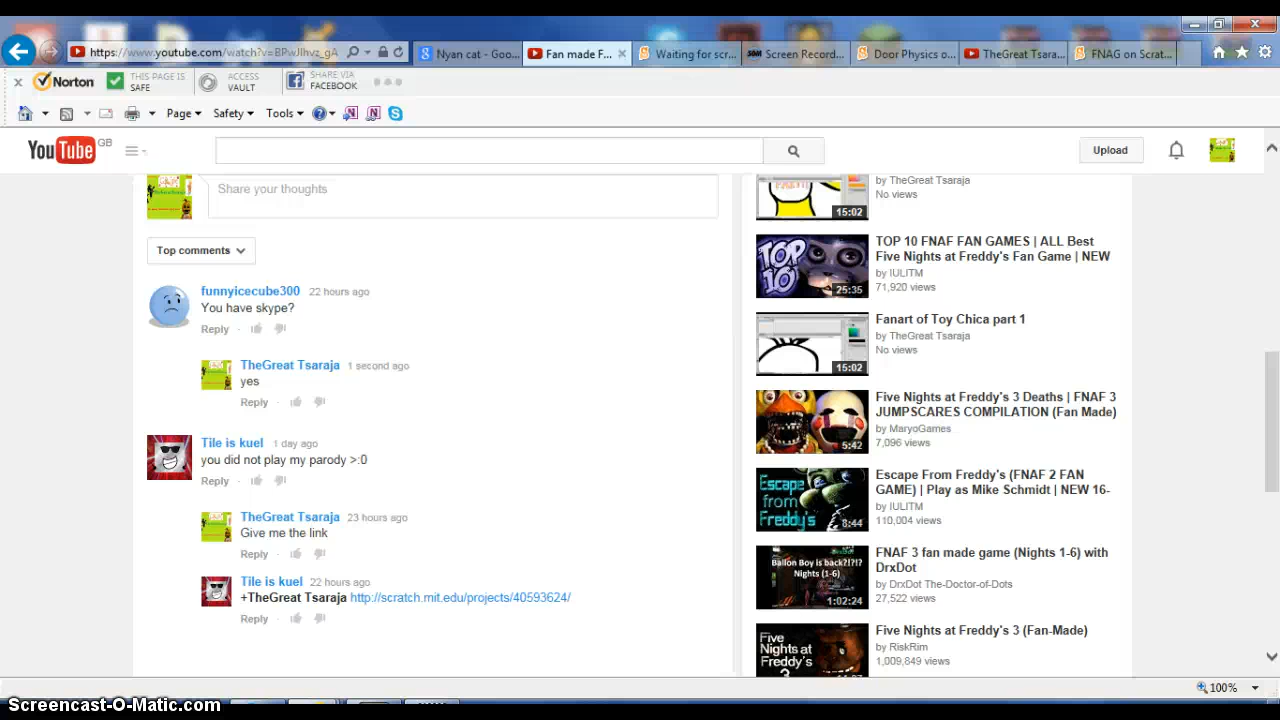 https://www.youtube.com/watch?v=BPwJlhvz_gA
Nyan cat - Goo...
Fan made F...
Waiting for scr...
Screen Record...
Door Physics o...
TheGreat Tsara...
FNAG on Scrat...
Norton
THIS PAGE IS
SAFE
ACCESS
VAULT
SHARE VIA
FACEBOOK
Page
Safety
Tools
YouTube GB
Upload
Share your thoughts
Top comments
funnyicecube300 22 hours ago
You have skype?
Reply
TheGreat Tsaraja 1 second ago
yes
Reply
Tile is kuel 1 day ago
you did not play my parody >:0
Reply
TheGreat Tsaraja 23 hours ago
Give me the link
Reply
Tile is kuel 22 hours ago
+TheGreat Tsaraja http://scratch.mit.edu/projects/40593624/
Reply
by TheGreat Tsaraja
No views
15:02
TOP 10
25:35
TOP 10 FNAF FAN GAMES | ALL Best
Five Nights at Freddy's Fan Game | NEW
by IULITM
71,920 views
15:02
Fanart of Toy Chica part 1
by TheGreat Tsaraja
No views
5:42
Five Nights at Freddy's 3 Deaths | FNAF 3
JUMPSCARES COMPILATION (Fan Made)
by MaryoGames
7,096 views
Escape
from
Freddy's
8:44
Escape From Freddy's (FNAF 2 FAN
GAME) | Play as Mike Schmidt | NEW 16-
by IULITM
110,004 views
Ballon Boy is back?!?!?
Nights (1-6)
1:02:24
FNAF 3 fan made game (Nights 1-6) with
DrxDot
by DrxDot The-Doctor-of-Dots
27,522 views
Five
Nights at
Freddy's
3
Five Nights at Freddy's 3 (Fan-Made)
by RiskRim
1,009,849 views
100%
Screencast-O-Matic.com